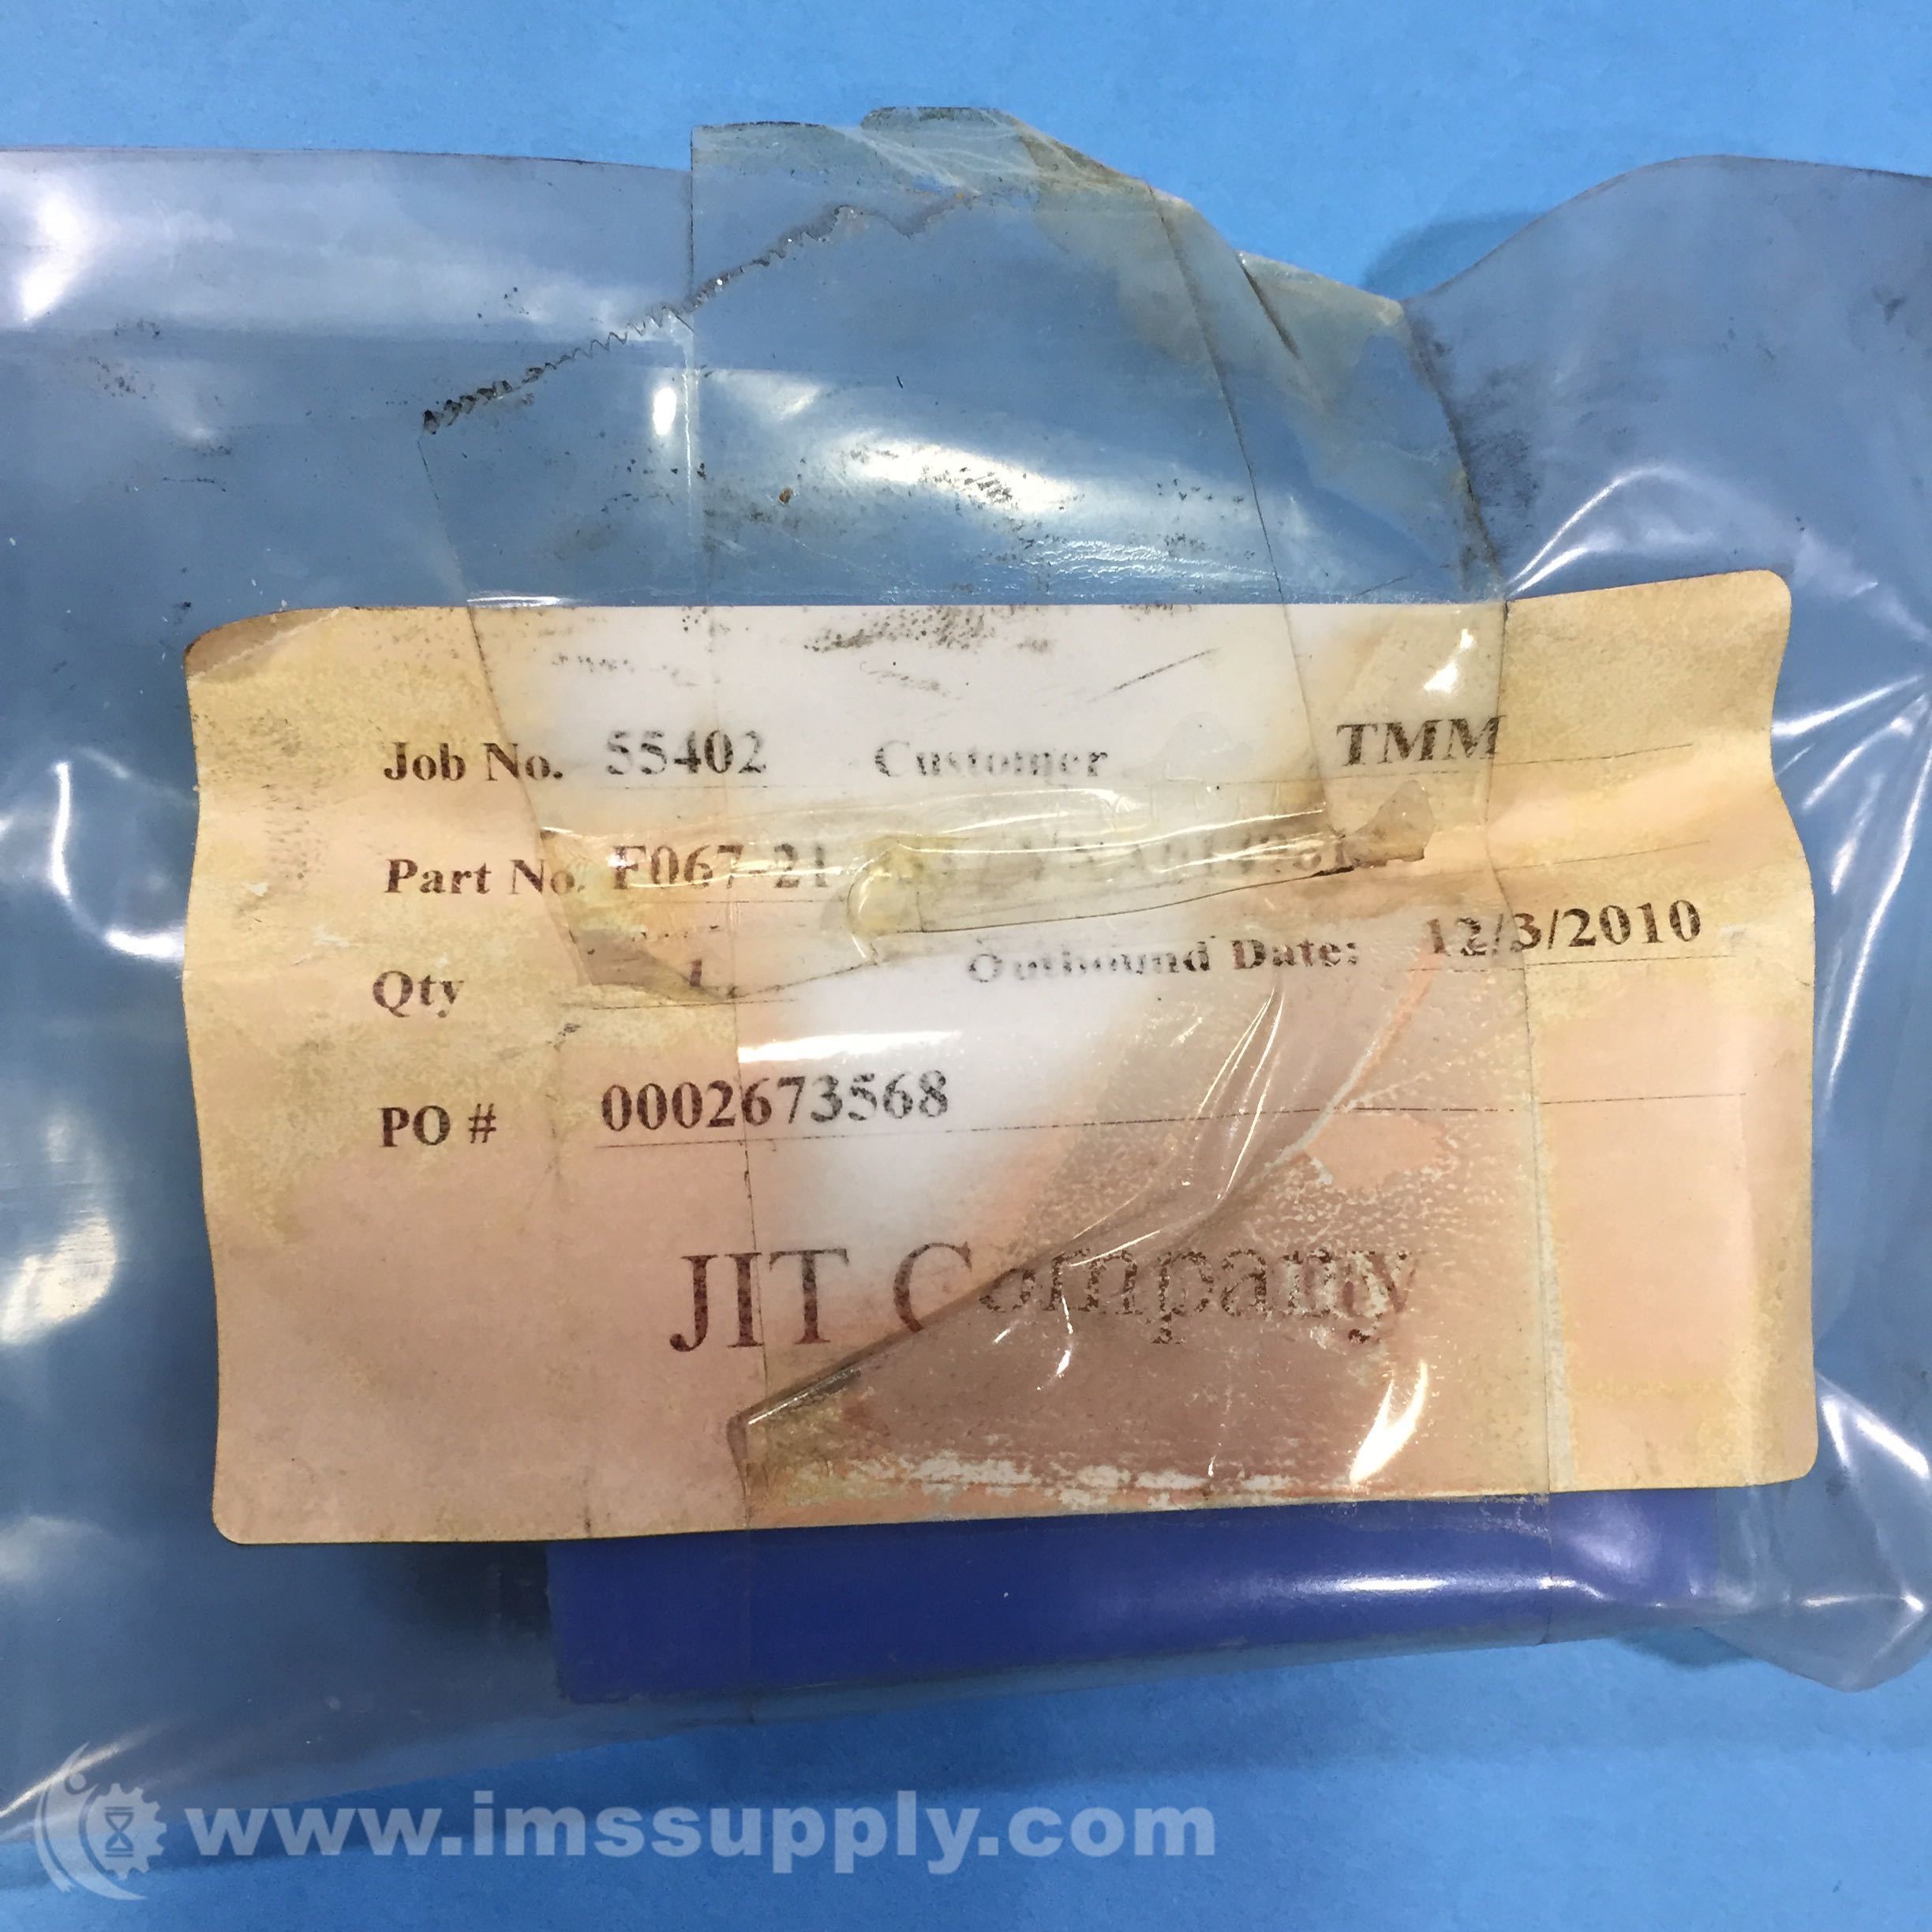 Job No. 55402 Customer TMM
Part No. F067-21
Qty 1 Outbound Date: 12/3/2010
PO # 0002673568
JIT Company
www.imssupply.com